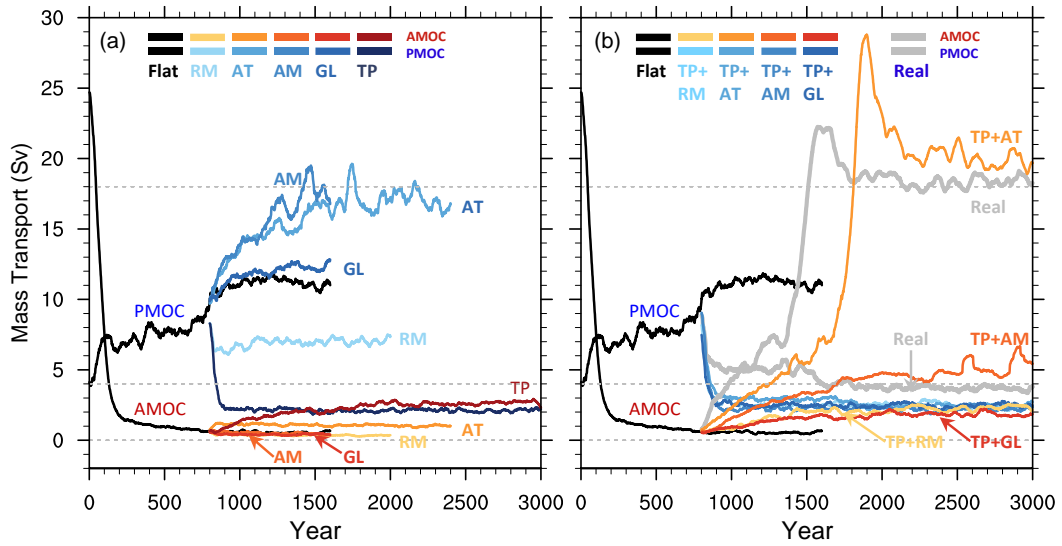 (a)
AMOC
PMOC
Flat RM AT AM GL TP
30
25
20
15
10
5
0
Mass Transport (Sv)
AM
AT
GL
PMOC
RM
TP
AMOC
AT
RM
AM
GL
0 500 1000 1500 2000 2500 3000
Year
(b)
AMOC
PMOC
Flat TP+ TP+ TP+ TP+ Real
RM AT AM GL
TP+AT
Real
PMOC
Real
TP+AM
AMOC
TP+RM
TP+GL
0 500 1000 1500 2000 2500 3000
Year